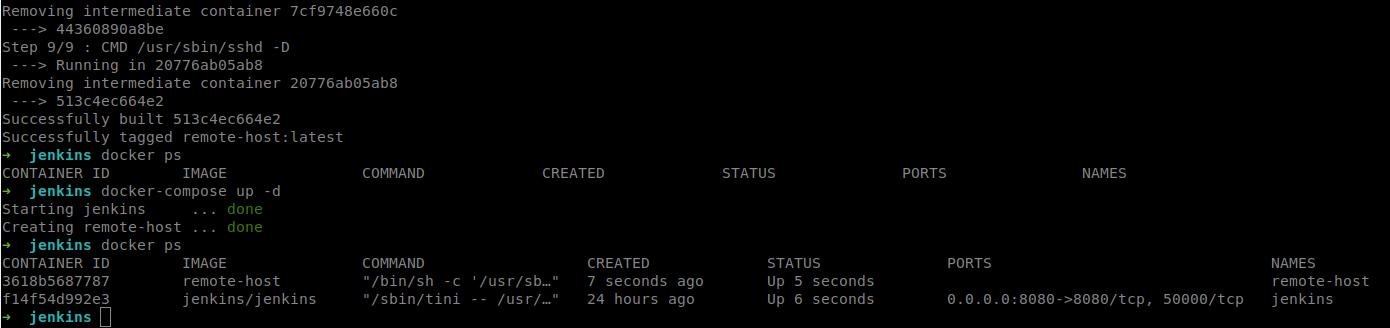 Removing intermediate container 7cf9748e660c
 ---> 44360890a8be
Step 9/9 : CMD /usr/sbin/sshd -D
 ---> Running in 20776ab05ab8
Removing intermediate container 20776ab05ab8
 ---> 513c4ec664e2
Successfully built 513c4ec664e2
Successfully tagged remote-host:latest
➜  jenkins docker ps
CONTAINER ID        IMAGE               COMMAND             CREATED             STATUS              PORTS               NAMES
➜  jenkins docker-compose up -d
Starting jenkins     ... done
Creating remote-host ... done
➜  jenkins docker ps
CONTAINER ID        IMAGE               COMMAND                  CREATED             STATUS              PORTS                               NAMES
3618b5687787        remote-host         "/bin/sh -c '/usr/sb…"   7 seconds ago       Up 5 seconds                                            remote-host
f14f54d992e3        jenkins/jenkins     "/sbin/tini -- /usr/…"   24 hours ago        Up 6 seconds        0.0.0.0:8080->8080/tcp, 50000/tcp   jenkins
➜  jenkins